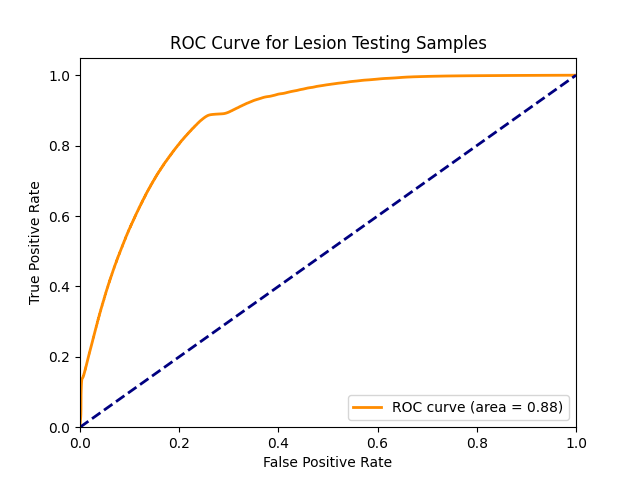 ROC Curve for Lesion Testing Samples
True Positive Rate
1.0
0.8
0.6
0.4
0.2
0.0
ROC curve (area = 0.88)
0.0 0.2 0.4 0.6 0.8 1.0
False Positive Rate